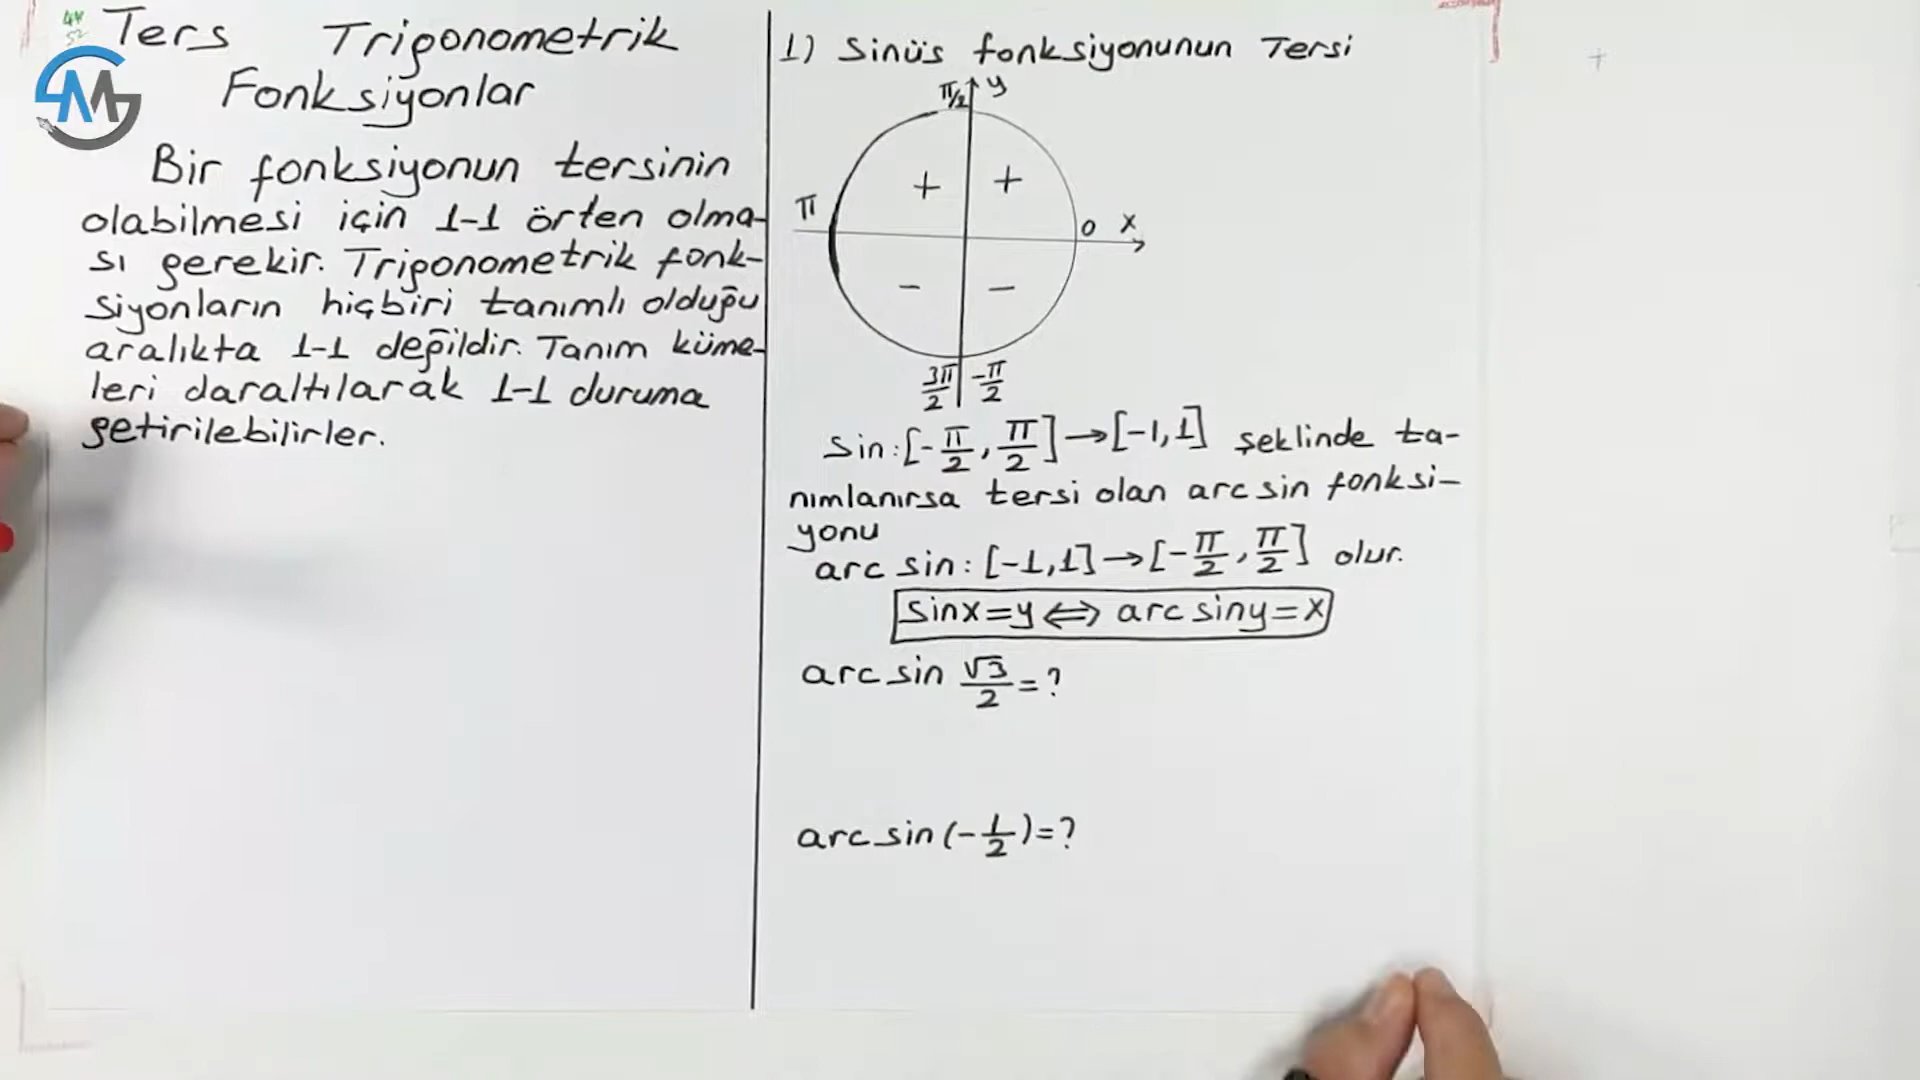 Ters Trigonometrik
Fonksiyonlar
Bir fonksiyonun tersinin
olabilmesi için 1-1 örten olma-
sı gerekir. Trigonometrik fonk-
siyonların hiçbiri tanımlı olduğu
aralıkta 1-1 değildir. Tanım küme-
leri daraltılarak 1-1 duruma
getirilebilirler.
1) Sinüs fonksiyonunun Tersi
π/2 y
+ +
π 0 x
- -
3π/2 -π/2
sin: [-π/2, π/2] → [-1, 1] şeklinde ta-
nımlanırsa tersi olan arcsin fonksi-
yonu
arcsin: [-1, 1] → [-π/2, π/2] olur.
sinx=y ⇔ arcsiny=x
arcsin √3/2 = ?
arcsin(-1/2)=?